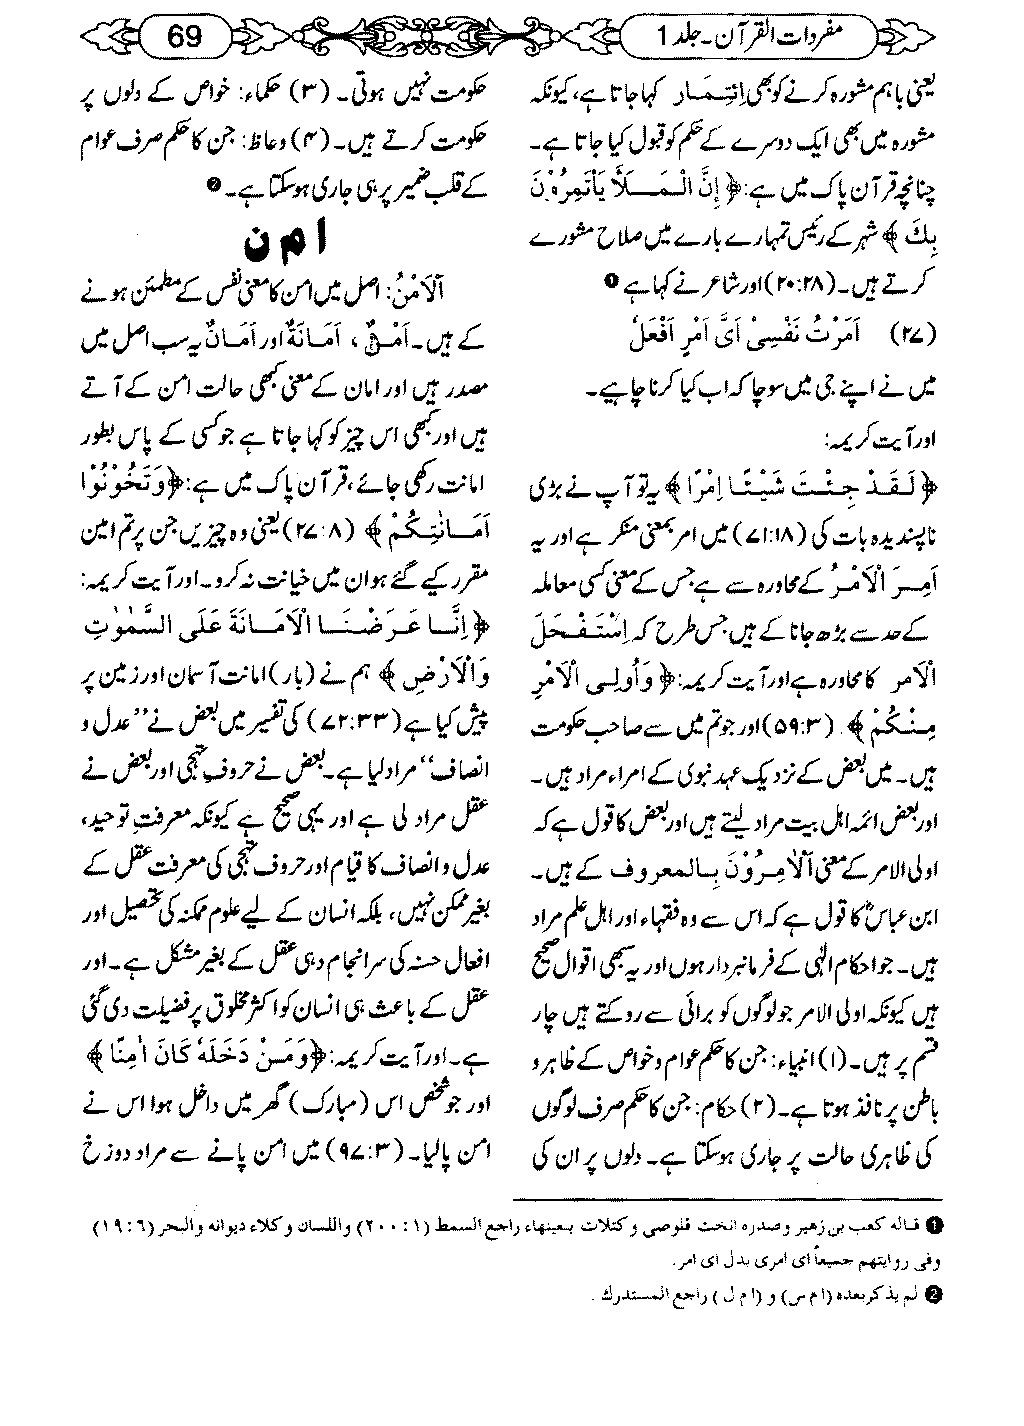 مفردات القرآن۔جلد 1
69
یعنی باہم مشورہ کرنے کو بھی اِئْتِمَار کہا جاتا ہے، کیونکہ
مشورہ میں بھی ایک دوسرے کے حکم کو قبول کیا جاتا ہے۔
چنانچہ قرآن پاک میں ہے: ﴿ اِنَّ الْمَلَأَ يَأْتَمِرُوْنَ
بِكَ ﴾ شہر کے رئیس تمہارے بارے میں صلاح مشورے
کرتے ہیں۔ (۲۰:۲۸) اور شاعر نے کہا ہے ❶
(۲۷) اَمَرْتُ نَفْسِیْ اَیَّ اَمْرٍ اَفْعَلُ
میں نے اپنے جی میں سوچا کہ اب کیا کرنا چاہیے۔
اور آیت کریمہ:
﴿ لَقَدْ جِئْتَ شَيْئًا اِمْرًا ﴾ یہ تو آپ نے بڑی
ناپسندیدہ بات کی (۷۱:۱۸) میں امر بمعنی منکر ہے اور یہ
اَمِرَ الْاَمْرُ کے محاورہ سے ہے جس کے معنی کسی معاملہ
کے حد سے بڑھ جانا کے ہیں جس طرح کہ اِسْتَفْحَلَ
الْاَمر کا محاورہ ہے اور آیت کریمہ: ﴿ وَاُولِی الْاَمْرِ
مِنْكُمْ ﴾ (۵۹:۳) اور جو تم میں سے صاحب حکومت
ہیں۔ میں بعض کے نزدیک عہد نبوی کے امراء مراد ہیں۔
اور بعض ائمہ اہل بیت مراد لیتے ہیں اور بعض کا قول ہے کہ
اولی الامر کے معنی اَلْاٰمِرُوْنَ بِالمعروف کے ہیں۔
ابن عباسؓ کا قول ہے کہ اس سے وہ فقہاء اور اہل علم مراد
ہیں۔ جو احکام الٰہی کے فرمانبردار ہوں اور یہ سبھی اقوال صحیح
ہیں کیونکہ اولی الامر جو لوگوں کو برائی سے روکتے ہیں چار
قسم پر ہیں۔ (۱) انبیاء: جن کا حکم عوام و خواص کے ظاہر و
باطن پر نافذ ہوتا ہے۔ (۲) حکام: جن کا حکم صرف لوگوں
کی ظاہری حالت پر جاری ہوسکتا ہے۔ دلوں پر ان کی
حکومت نہیں ہوتی۔ (۳) حکماء: خواص کے دلوں پر
حکومت کرتے ہیں۔ (۴) وعاظ: جن کا حکم صرف عوام
کے قلب ضمیر پر ہی جاری ہوسکتا ہے۔ ❷
ا م ن
اَلْاَمْنُ: اصل میں امن کا معنی نفس کے مطمئن ہونے
کے ہیں۔ اَمْنٌ ، اَمَانَةٌ اور اَمَانٌ یہ سب اصل میں
مصدر ہیں اور امان کے معنی کبھی حالت امن کے آتے
ہیں اور کبھی اس چیز کو کہا جاتا ہے جو کسی کے پاس بطور
امانت رکھی جائے، قرآن پاک میں ہے: ﴿ وَتَخُوْنُوْا
اَمَانٰتِكُمْ ﴾ (۲۷:۸) یعنی وہ چیزیں جن پر تم امین
مقرر کیے گئے ہو ان میں خیانت نہ کرو۔ اور آیت کریمہ:
﴿ اِنَّا عَرَضْنَا الْاَمَانَةَ عَلَی السَّمٰوٰتِ
وَالْاَرْضِ ﴾ ہم نے (بار) امانت آسمان اور زمین پر
پیش کیا ہے (۷۲:۳۳) کی تفسیر میں بعض نے ’’عدل و
انصاف‘‘ مراد لیا ہے۔ بعض نے حروف تہجی اور بعض نے
عقل مراد لی ہے اور یہی صحیح ہے کیونکہ معرفتِ توحید،
عدل و انصاف کا قیام اور حروف تہجی کی معرفت عقل کے
بغیر ممکن نہیں، بلکہ انسان کے لیے علوم ممکنہ کی تحصیل اور
افعال حسنہ کی سرانجام دہی عقل کے بغیر مشکل ہے۔ اور
عقل کے باعث ہی انسان کو اکثر مخلوق پر فضیلت دی گئی
ہے۔ اور آیت کریمہ: ﴿ وَمَنْ دَخَلَهٗ كَانَ اٰمِنًا ﴾
اور جو شخص اس (مبارک) گھر میں داخل ہوا اس نے
امن پالیا۔ (۹۷:۳) میں امن پانے سے مراد دوزخ
❶ قاله كعب بن زهير وصدره انخت قلوصى وكتلات بعينهاء راجع السمط (۱:۲۰۰) واللسان وكلاء ديوانه والبحر (۱۹:۶)
وفى روايتهم جميعاً اى امرى بدل اى امر.
❷ لم يذكر بعده (ا م س) و (ا م ل) راجع المستدرك.